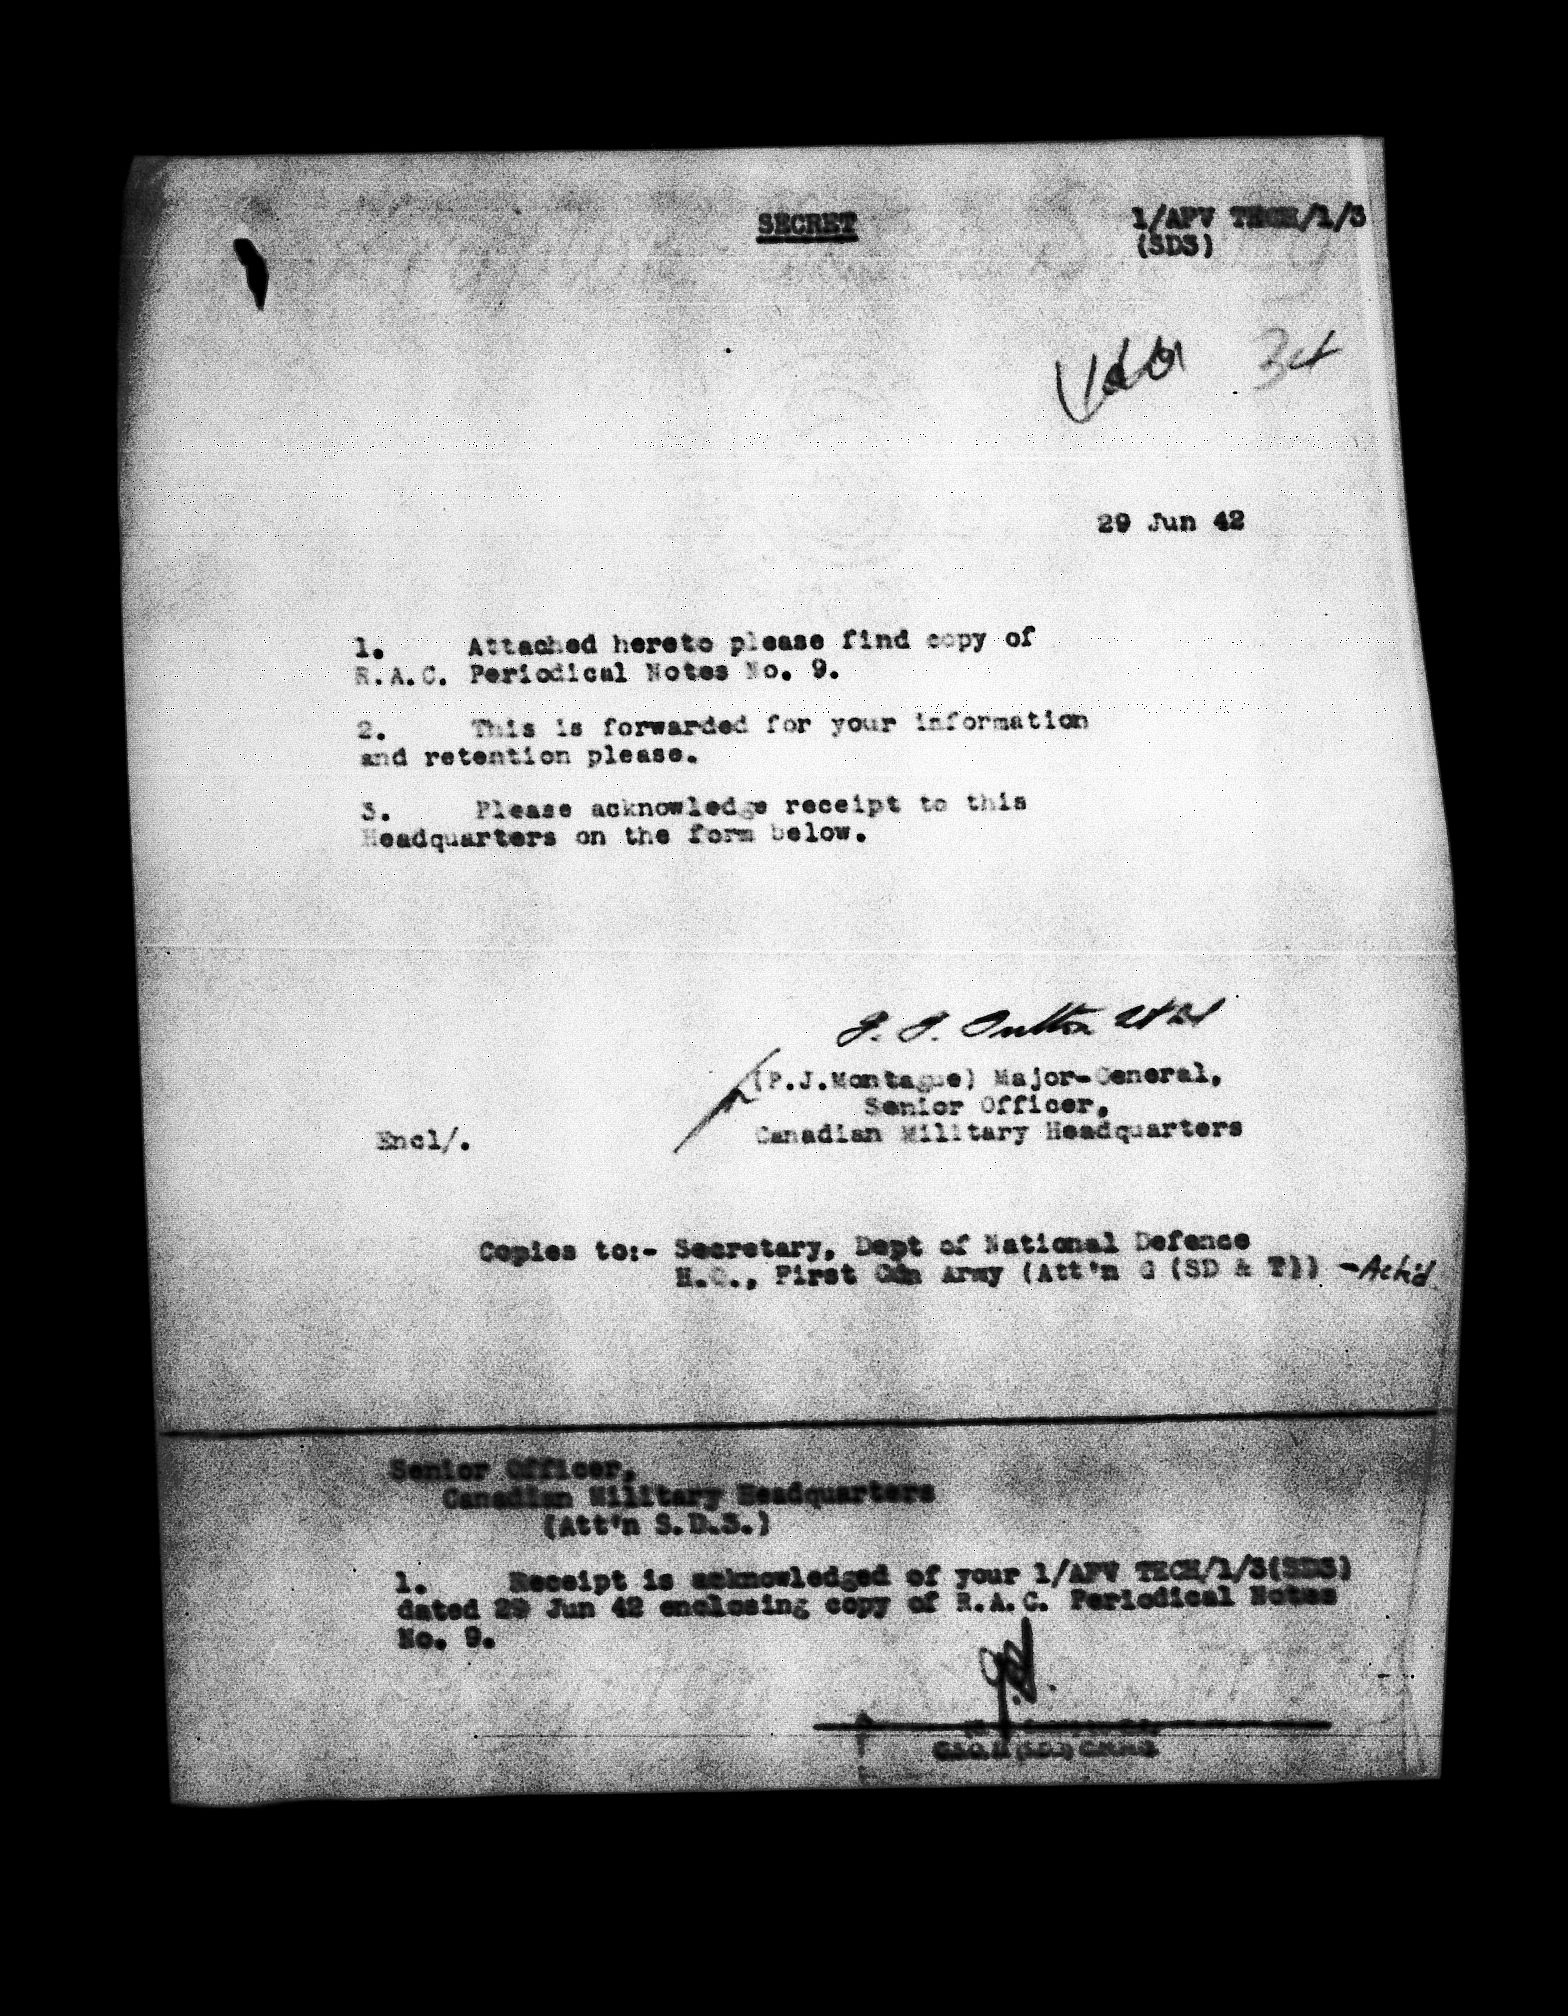 SECRET
1/AFV TECH/1/3
(SDS)
29 Jun 42
1. Attached hereto please find copy of
R.A.C. Periodical Notes No. 9.
2. This is forwarded for your information
and retention please.
3. Please acknowledge receipt to this
Headquarters on the form below.
(P.J.Montague) Major-General,
Senior Officer,
Canadian Military Headquarters
Encl/.
Copies to:- Secretary, Dept of National Defence
H.Q., First Cdn Army (Att'n G (SD & T)) - Ack'd
Senior Officer,
Canadian Military Headquarters
(Att'n S.D.S.)
1. Receipt is acknowledged of your 1/AFV TECH/1/3(SDS)
dated 29 Jun 42 enclosing copy of R.A.C. Periodical Notes
No. 9.